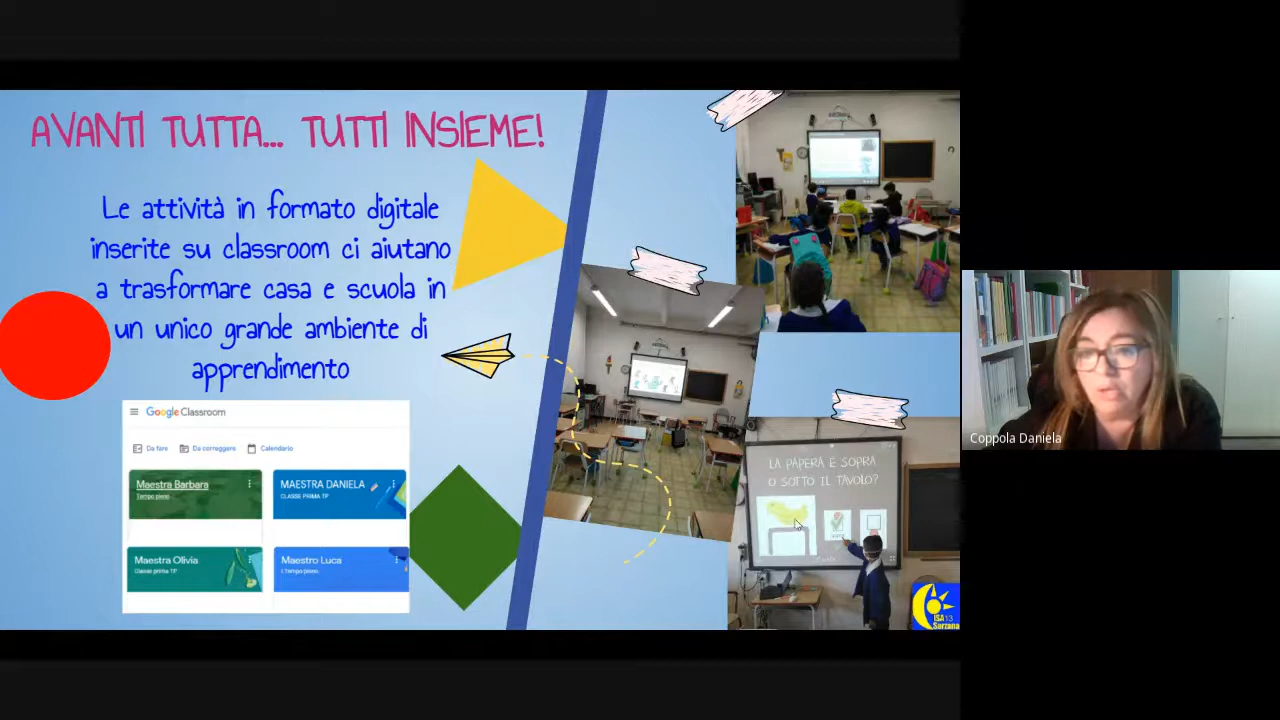 AVANTI TUTTA... TUTTI INSIEME!
Le attività in formato digitale
inserite su classroom ci aiutano
a trasformare casa e scuola in
un unico grande ambiente di
apprendimento
Google Classroom
Da fare Da correggere Calendario
Maestra Barbara
Tempo pieno
MAESTRA DANIELA
CLASSE PRIMA TP
Maestra Olivia
Classe prima TP
Maestro Luca
1 Tempo pieno
LA PAPERA È SOPRA
O SOTTO IL TAVOLO?
ISA 13
Sarzana
Coppola Daniela